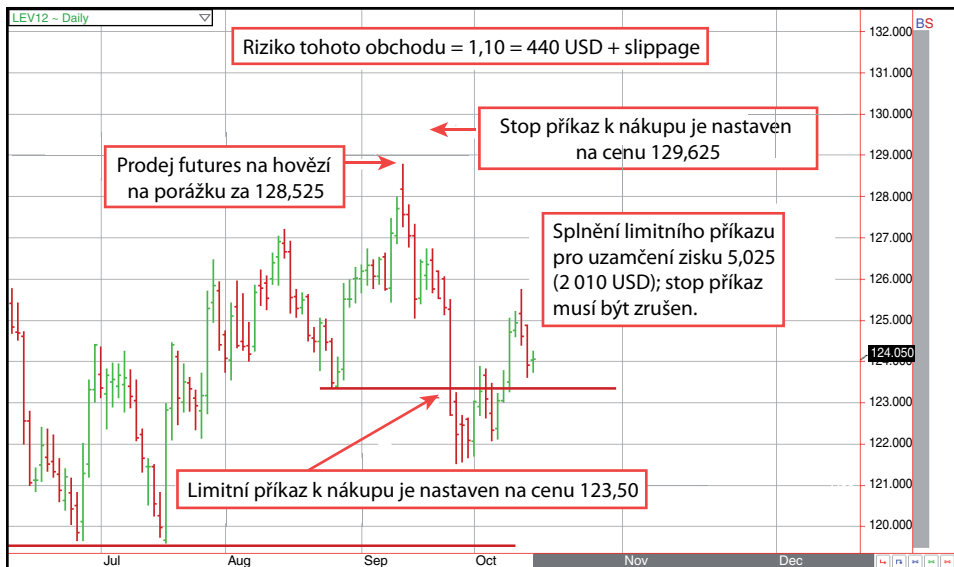 LEV12 ~ Daily
BS
Riziko tohoto obchodu = 1,10 = 440 USD + slippage
Stop příkaz k nákupu je nastaven
na cenu 129,625
Prodej futures na hovězí
na porážku za 128,525
Splnění limitního příkazu
pro uzamčení zisku 5,025
(2 010 USD); stop příkaz
musí být zrušen.
Limitní příkaz k nákupu je nastaven na cenu 123,50
132.000
131.000
130.000
129.000
128.000
127.000
126.000
125.000
124.050
124.000
123.000
122.000
121.000
120.000
Jul
Aug
Sep
Oct
Nov
Dec